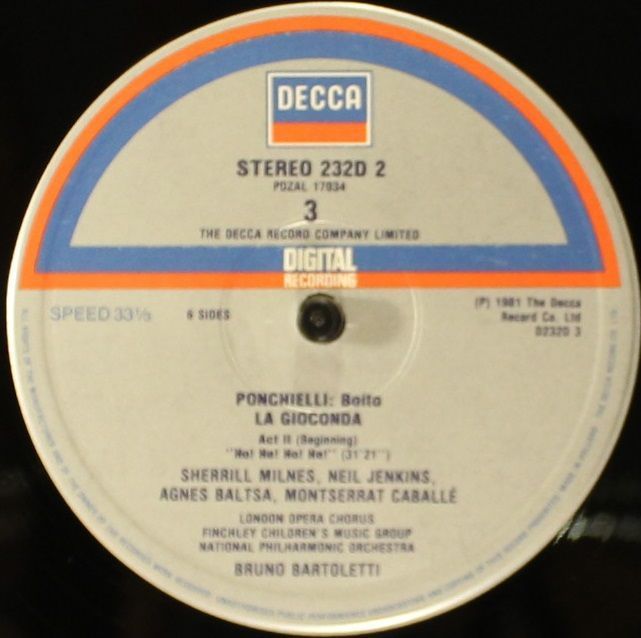 DECCA
STEREO 232D 2
PDZAL 17034
3
THE DECCA RECORD COMPANY LIMITED
DIGITAL
RECORDING
SPEED 33⅓
6 SIDES
(P) 1981 The Decca
Record Co. Ltd
D232D 3
PONCHIELLI: Boito
LA GIOCONDA
Act II (Beginning)
"Ho! He! Ho! He!" (31'21")
SHERRILL MILNES, NEIL JENKINS,
AGNES BALTSA, MONTSERRAT CABALLÉ
LONDON OPERA CHORUS
FINCHLEY CHILDREN'S MUSIC GROUP
NATIONAL PHILHARMONIC ORCHESTRA
BRUNO BARTOLETTI